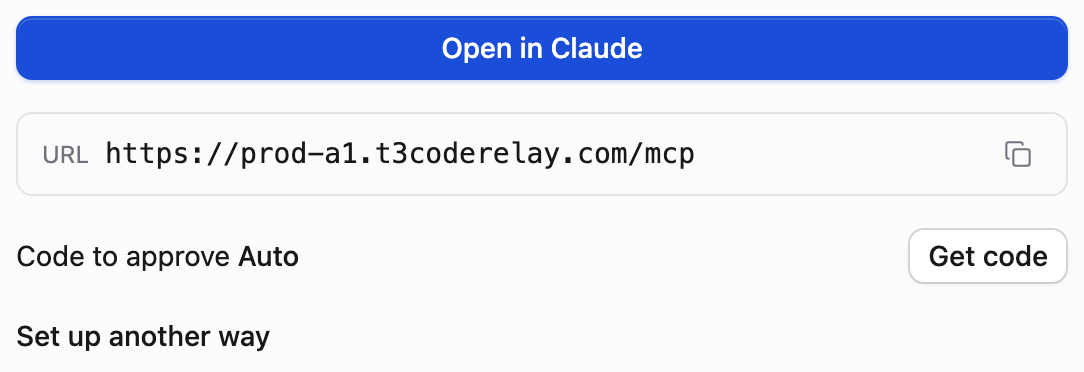 Open in Claude
URL https://prod-a1.t3coderelay.com/mcp
Code to approve Auto
Get code
Set up another way